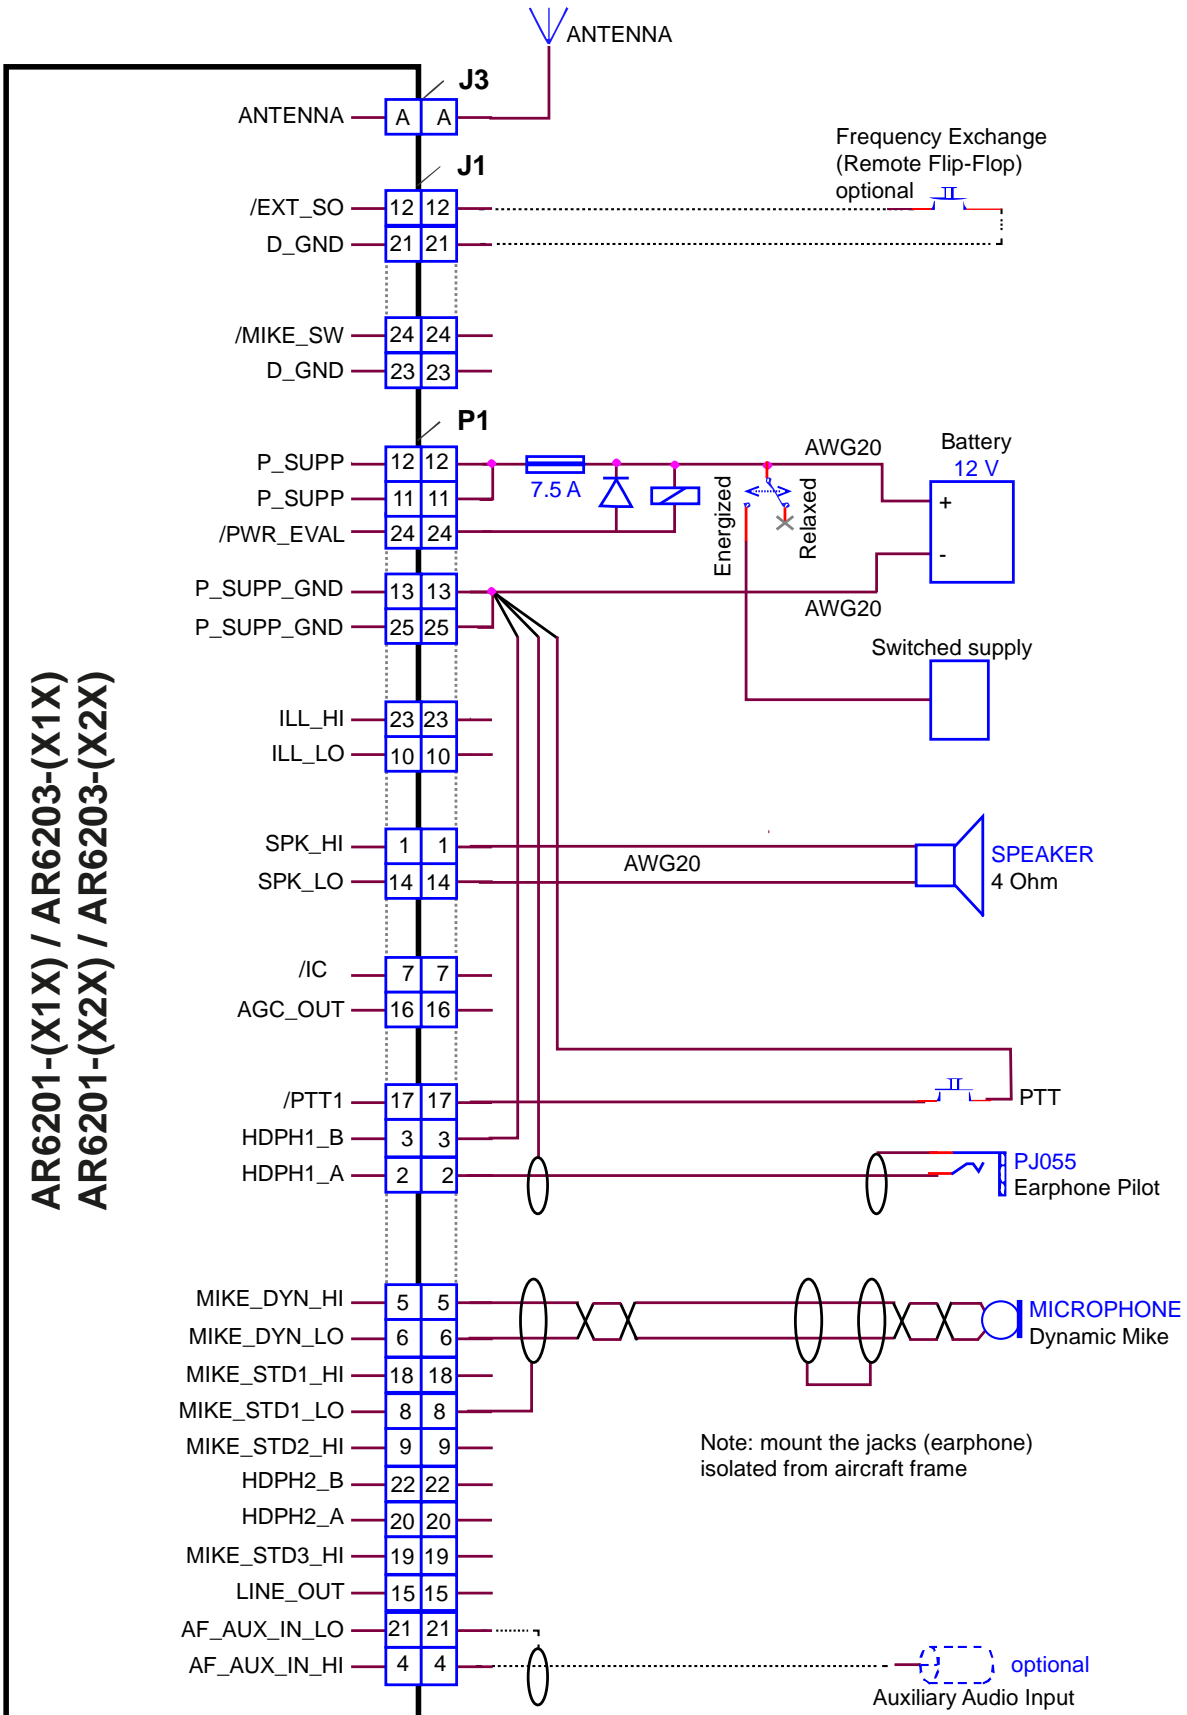 ANTENNA
J3
ANTENNA A A
Frequency Exchange
(Remote Flip-Flop)
optional
J1
/EXT_SO 12 12
D_GND 21 21
/MIKE_SW 24 24
D_GND 23 23
P1
P_SUPP 12 12
P_SUPP 11 11
/PWR_EVAL 24 24
7.5 A
Energized
Relaxed
AWG20
Battery
12 V
+
-
P_SUPP_GND 13 13
P_SUPP_GND 25 25
AWG20
Switched supply
AR6201-(X1X) / AR6203-(X1X)
AR6201-(X2X) / AR6203-(X2X)
ILL_HI 23 23
ILL_LO 10 10
SPK_HI 1 1
SPK_LO 14 14
AWG20
SPEAKER
4 Ohm
/IC 7 7
AGC_OUT 16 16
/PTT1 17 17
PTT
HDPH1_B 3 3
HDPH1_A 2 2
PJ055
Earphone Pilot
MIKE_DYN_HI 5 5
MIKE_DYN_LO 6 6
MICROPHONE
Dynamic Mike
MIKE_STD1_HI 18 18
MIKE_STD1_LO 8 8
MIKE_STD2_HI 9 9
Note: mount the jacks (earphone)
isolated from aircraft frame
HDPH2_B 22 22
HDPH2_A 20 20
MIKE_STD3_HI 19 19
LINE_OUT 15 15
AF_AUX_IN_LO 21 21
AF_AUX_IN_HI 4 4
optional
Auxiliary Audio Input